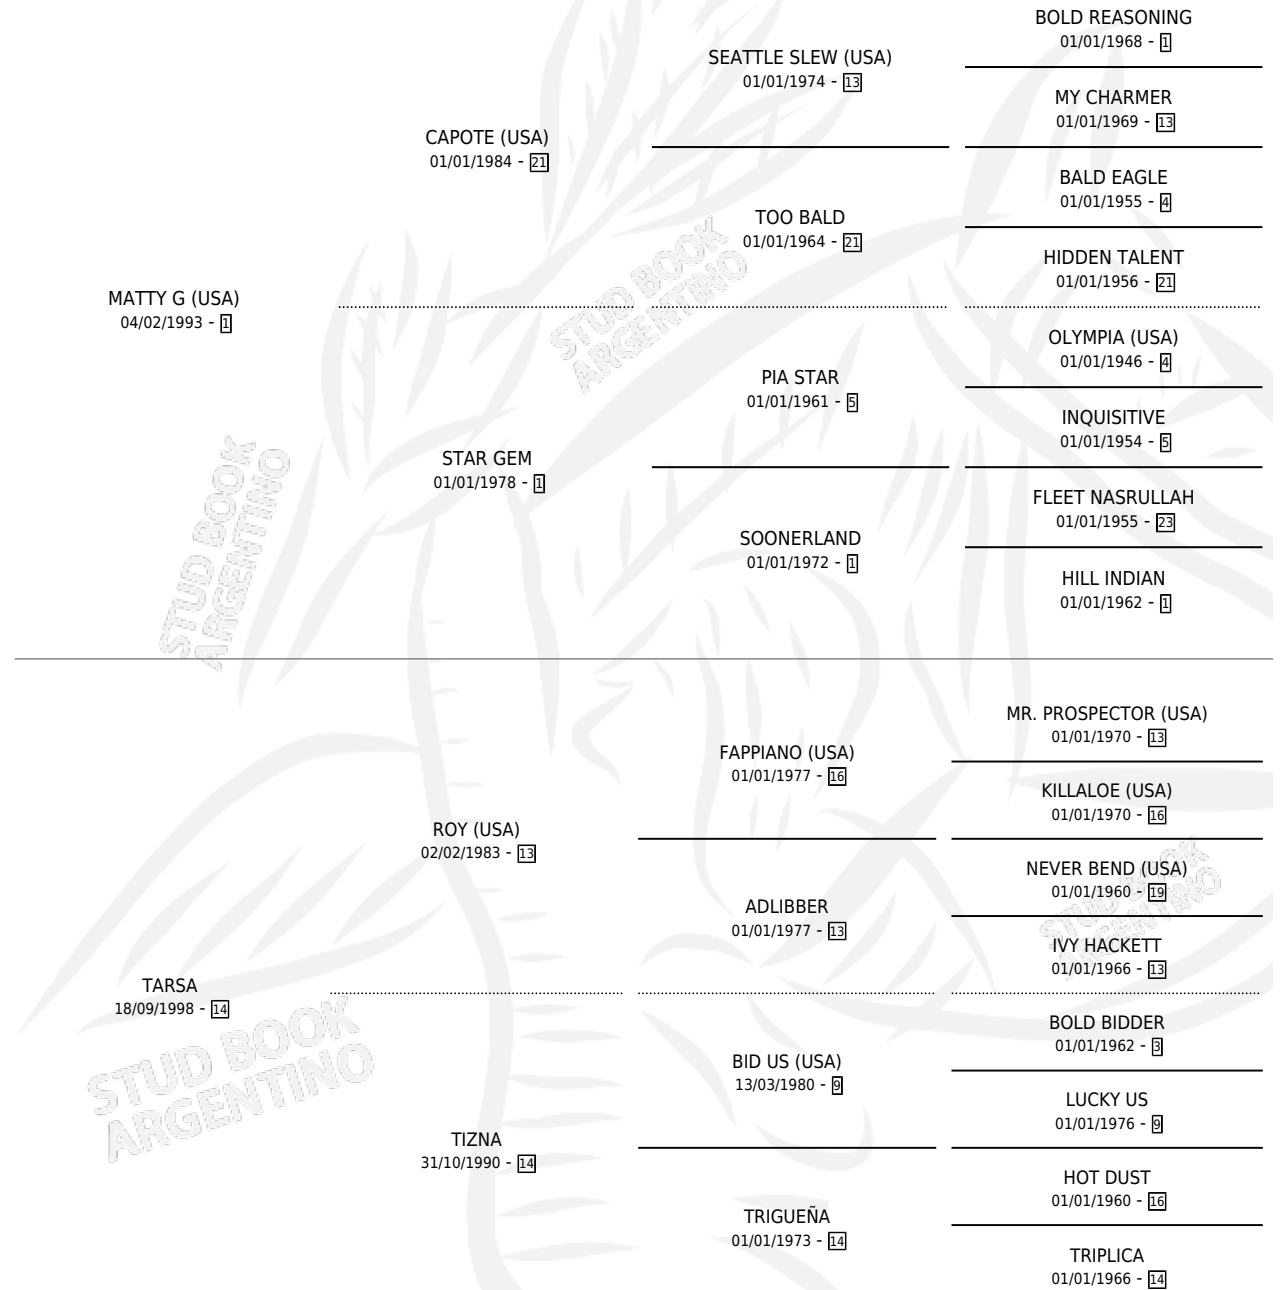 MATTY G (USA)
04/02/1993 - 1
CAPOTE (USA)
01/01/1984 - 21
SEATTLE SLEW (USA)
01/01/1974 - 13
BOLD REASONING
01/01/1968 - 1
MY CHARMER
01/01/1969 - 13
TOO BALD
01/01/1964 - 21
BALD EAGLE
01/01/1955 - 4
HIDDEN TALENT
01/01/1956 - 21
STAR GEM
01/01/1978 - 1
PIA STAR
01/01/1961 - 5
OLYMPIA (USA)
01/01/1946 - 4
INQUISITIVE
01/01/1954 - 5
SOONERLAND
01/01/1972 - 1
FLEET NASRULLAH
01/01/1955 - 23
HILL INDIAN
01/01/1962 - 1
TARSA
18/09/1998 - 14
ROY (USA)
02/02/1983 - 13
FAPPIANO (USA)
01/01/1977 - 16
MR. PROSPECTOR (USA)
01/01/1970 - 13
KILLALOE (USA)
01/01/1970 - 16
ADLIBBER
01/01/1977 - 13
NEVER BEND (USA)
01/01/1960 - 19
IVY HACKETT
01/01/1966 - 13
TIZNA
31/10/1990 - 14
BID US (USA)
13/03/1980 - 9
BOLD BIDDER
01/01/1962 - 3
LUCKY US
01/01/1976 - 9
TRIGUEÑA
01/01/1973 - 14
HOT DUST
01/01/1960 - 16
TRIPLICA
01/01/1966 - 14
STUD BOOK
ARGENTINO
STUD BOOK
ARGENTINO
STUD BOOK
ARGENTINO
STUD BOOK
ARGENTINO